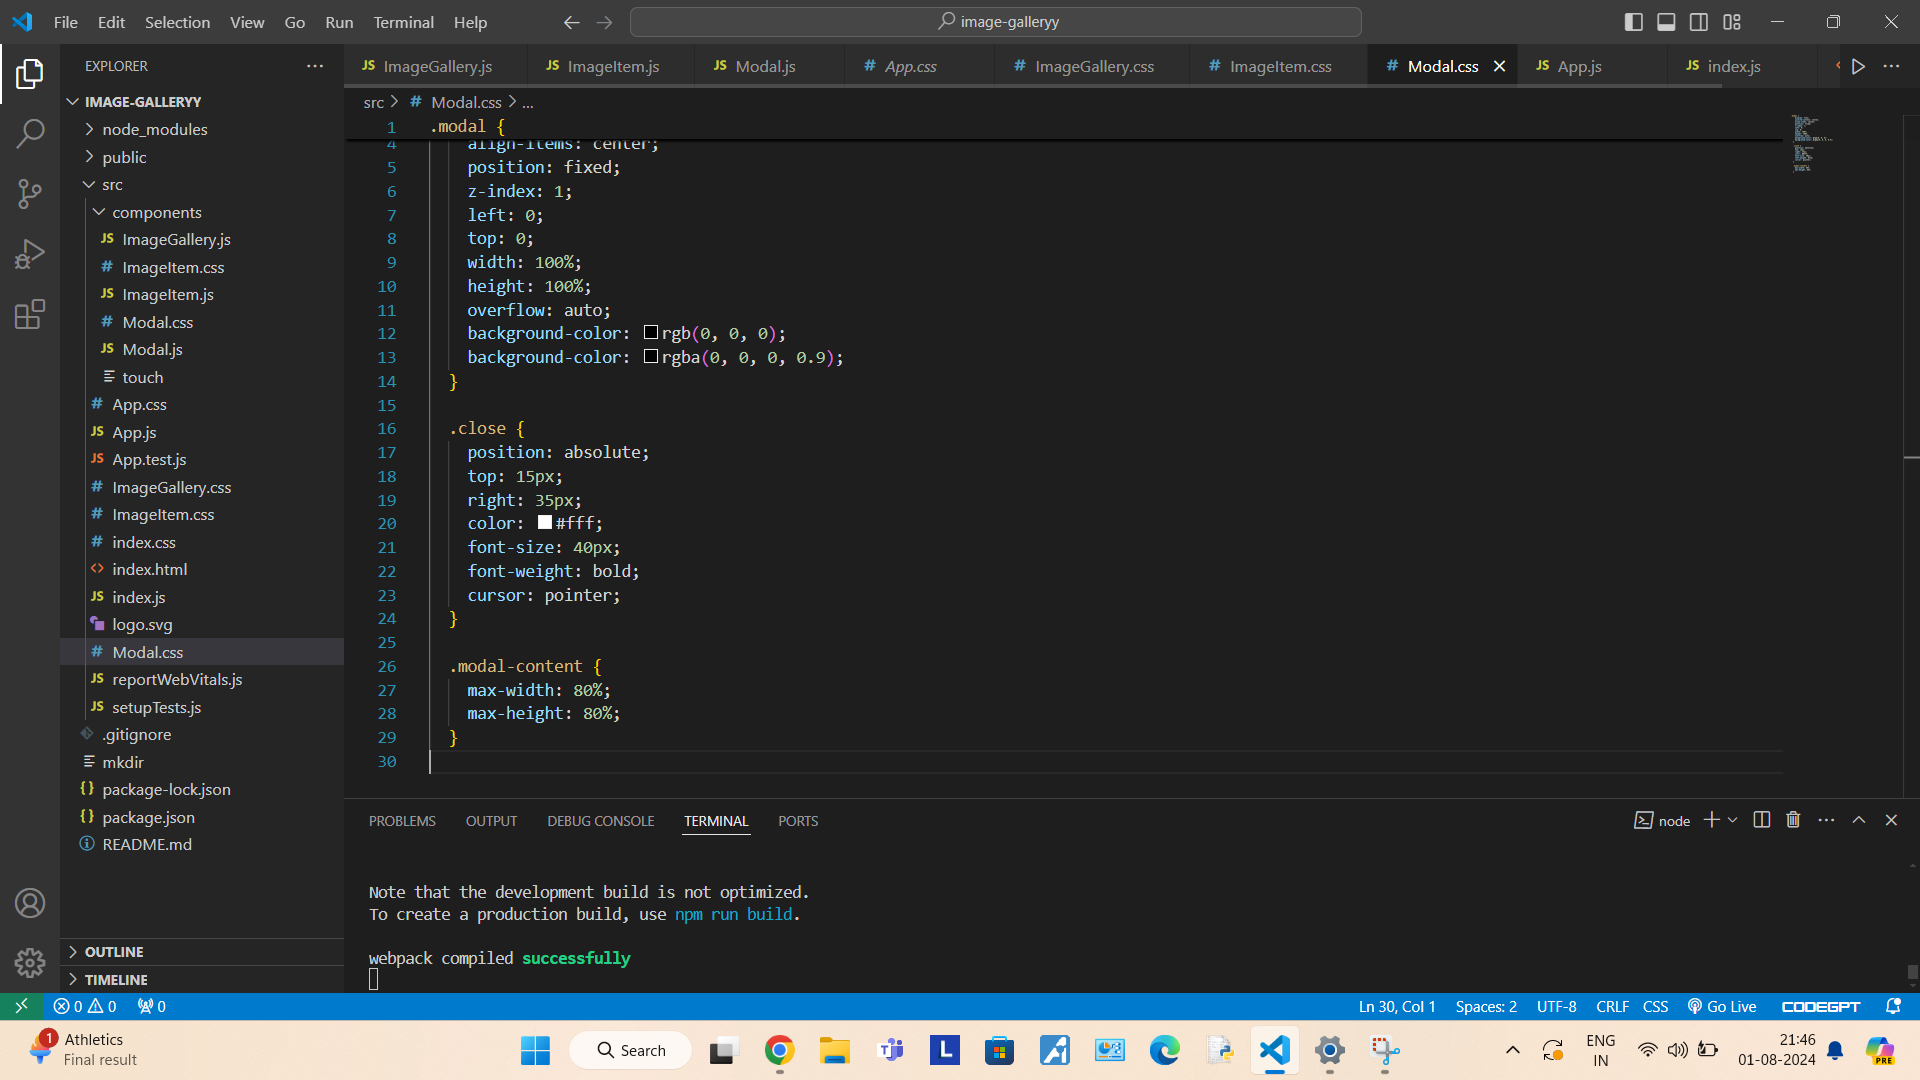 File Edit Selection View Go Run Terminal Help
image-galleryy
EXPLORER
IMAGE-GALLERYY
node_modules
public
src
components
JS ImageGallery.js
# ImageItem.css
JS ImageItem.js
# Modal.css
JS Modal.js
touch
# App.css
JS App.js
JS App.test.js
# ImageGallery.css
# ImageItem.css
# index.css
<> index.html
JS index.js
logo.svg
# Modal.css
JS reportWebVitals.js
JS setupTests.js
.gitignore
mkdir
{} package-lock.json
{} package.json
README.md
OUTLINE
TIMELINE
JS ImageGallery.js JS ImageItem.js JS Modal.js # App.css # ImageGallery.css # ImageItem.css # Modal.css JS App.js JS index.js
src > # Modal.css > ...
1 .modal {
4 align-items: center;
5 position: fixed;
6 z-index: 1;
7 left: 0;
8 top: 0;
9 width: 100%;
10 height: 100%;
11 overflow: auto;
12 background-color: rgb(0, 0, 0);
13 background-color: rgba(0, 0, 0, 0.9);
14 }
15
16 .close {
17 position: absolute;
18 top: 15px;
19 right: 35px;
20 color: #fff;
21 font-size: 40px;
22 font-weight: bold;
23 cursor: pointer;
24 }
25
26 .modal-content {
27 max-width: 80%;
28 max-height: 80%;
29 }
30
PROBLEMS OUTPUT DEBUG CONSOLE TERMINAL PORTS
node
Note that the development build is not optimized.
To create a production build, use npm run build.
webpack compiled successfully
0 0 0
Ln 30, Col 1 Spaces: 2 UTF-8 CRLF CSS Go Live CODEGPT
1
Athletics
Final result
Search
L
ENG
IN
21:46
01-08-2024
PRE